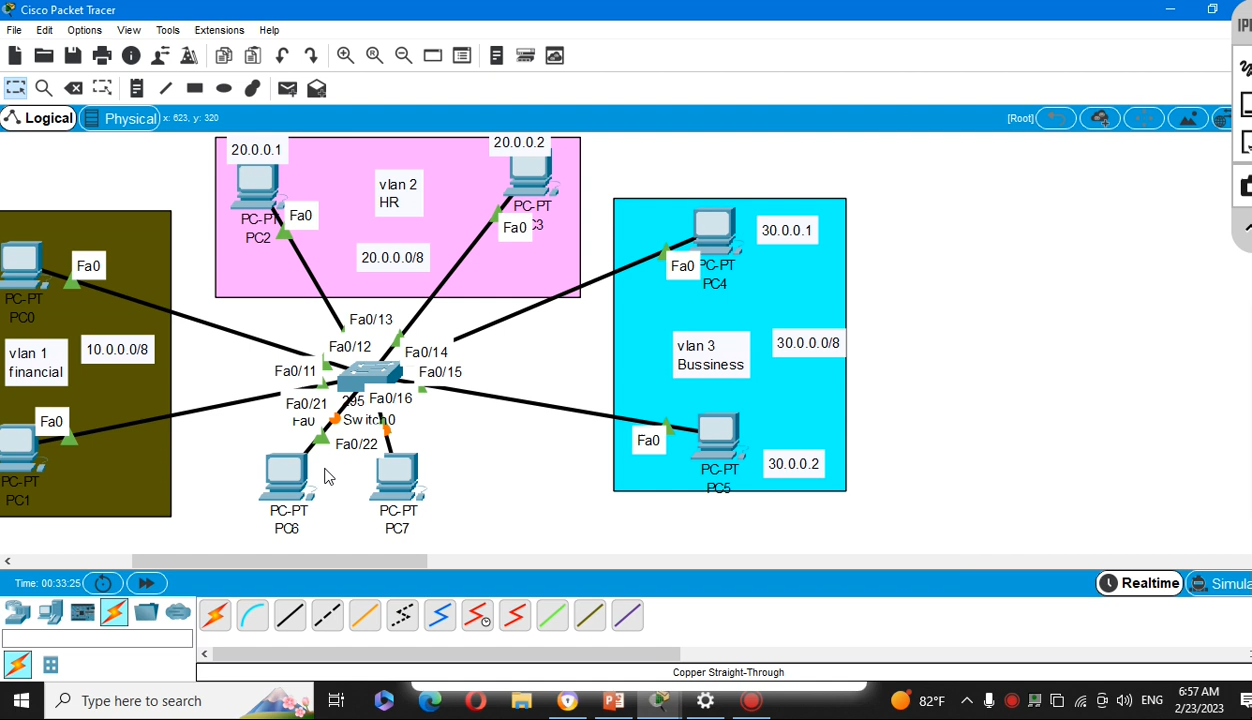 Cisco Packet Tracer
File Edit Options View Tools Extensions Help
Logical Physical x: 623, y: 320 [Root]
20.0.0.1
20.0.0.2
vlan 2
HR
PC-PT
PC2
Fa0
PC-PT
Fa0
20.0.0.0/8
30.0.0.1
Fa0
PC-PT
PC4
Fa0
PC-PT
PC0
vlan 1
financial
10.0.0.0/8
Fa0/13
Fa0/12
Fa0/14
Fa0/11
Fa0/15
vlan 3
Bussiness
30.0.0.0/8
Fa0/21
Fa0/16
Fa0
Switch0
Fa0/22
Fa0
PC-PT
PC1
Fa0
PC-PT
PC5
30.0.0.2
PC-PT
PC6
PC-PT
PC7
Time: 00:33:25
Realtime
Copper Straight-Through
Type here to search
82°F
ENG
6:57 AM
2/23/2023